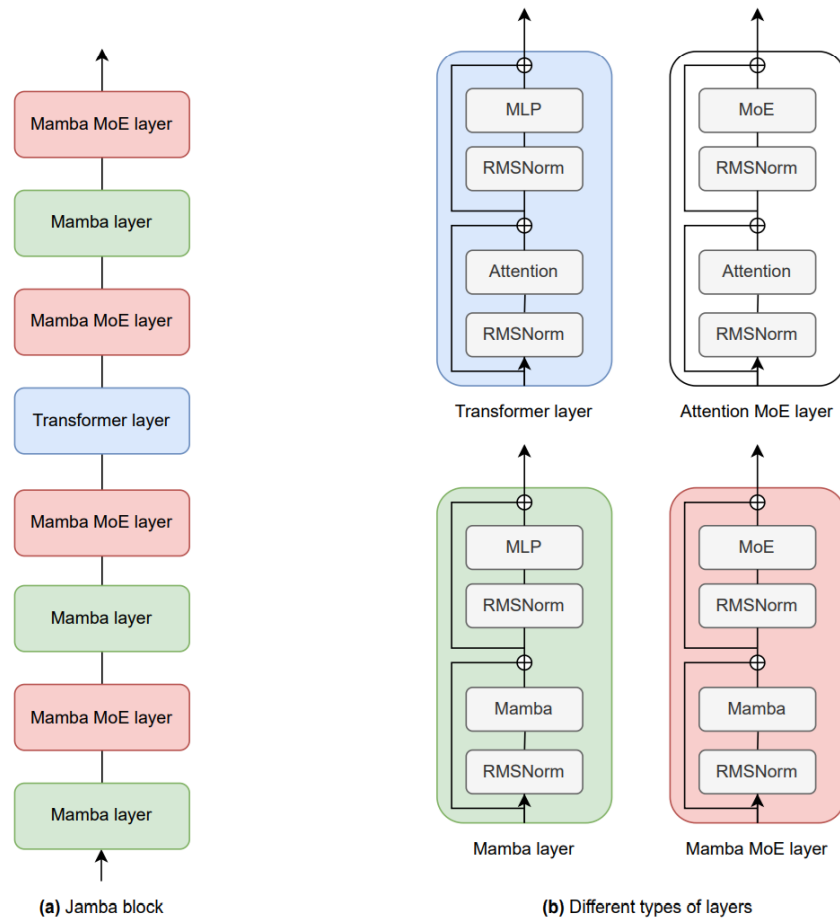 Mamba MoE layer
Mamba layer
Mamba MoE layer
Transformer layer
Mamba MoE layer
Mamba layer
Mamba MoE layer
Mamba layer
(a) Jamba block
MLP
RMSNorm
Attention
RMSNorm
Transformer layer
MoE
RMSNorm
Attention
RMSNorm
Attention MoE layer
MLP
RMSNorm
Mamba
RMSNorm
Mamba layer
MoE
RMSNorm
Mamba
RMSNorm
Mamba MoE layer
(b) Different types of layers